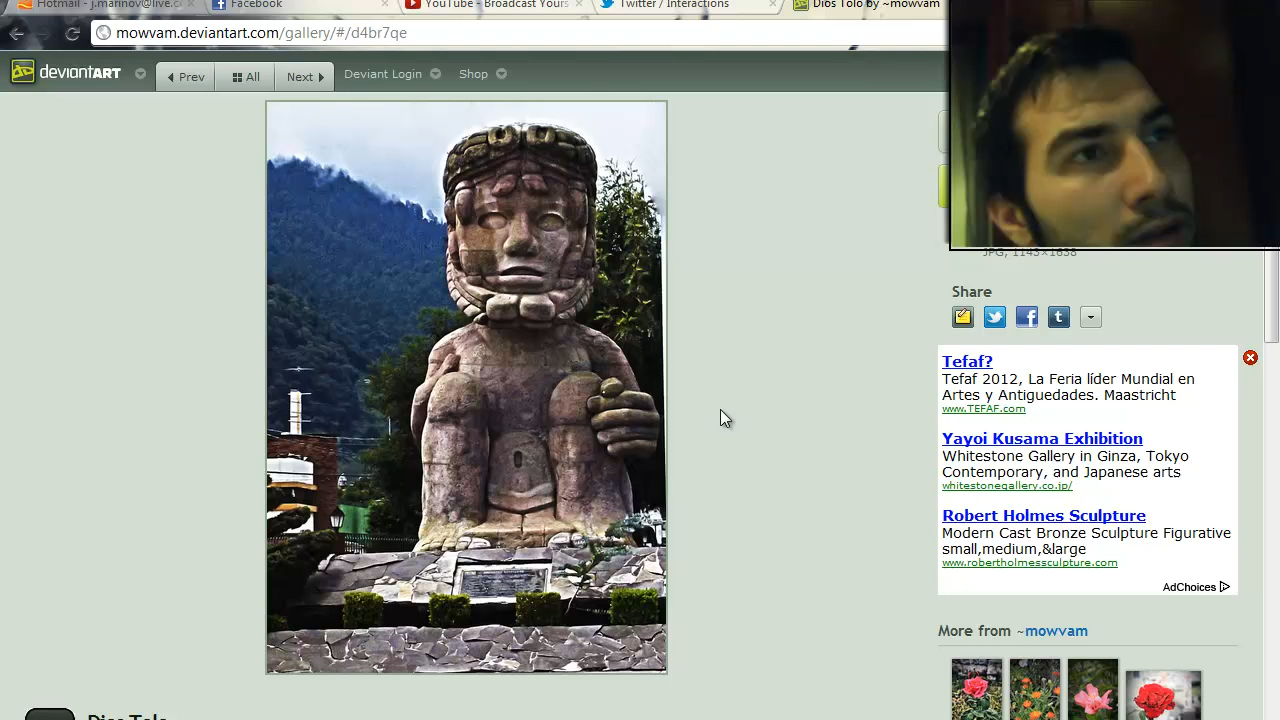 Hotmail - j.marinov@live.c
Facebook
YouTube - Broadcast Yours
Twitter / Interactions
Dios Tolo by ~mowvam
mowvam.deviantart.com/gallery/#/d4br7qe
deviantART
Prev
All
Next
Deviant Login
Shop
JPG, 1143×1638
Share
Tefaf?
Tefaf 2012, La Feria líder Mundial en
Artes y Antiguedades. Maastricht
www.TEFAF.com
Yayoi Kusama Exhibition
Whitestone Gallery in Ginza, Tokyo
Contemporary, and Japanese arts
whitestonegallery.co.jp/
Robert Holmes Sculpture
Modern Cast Bronze Sculpture Figurative
small,medium,&large
www.robertholmessculpture.com
AdChoices
More from ~mowvam
Dios Tolo